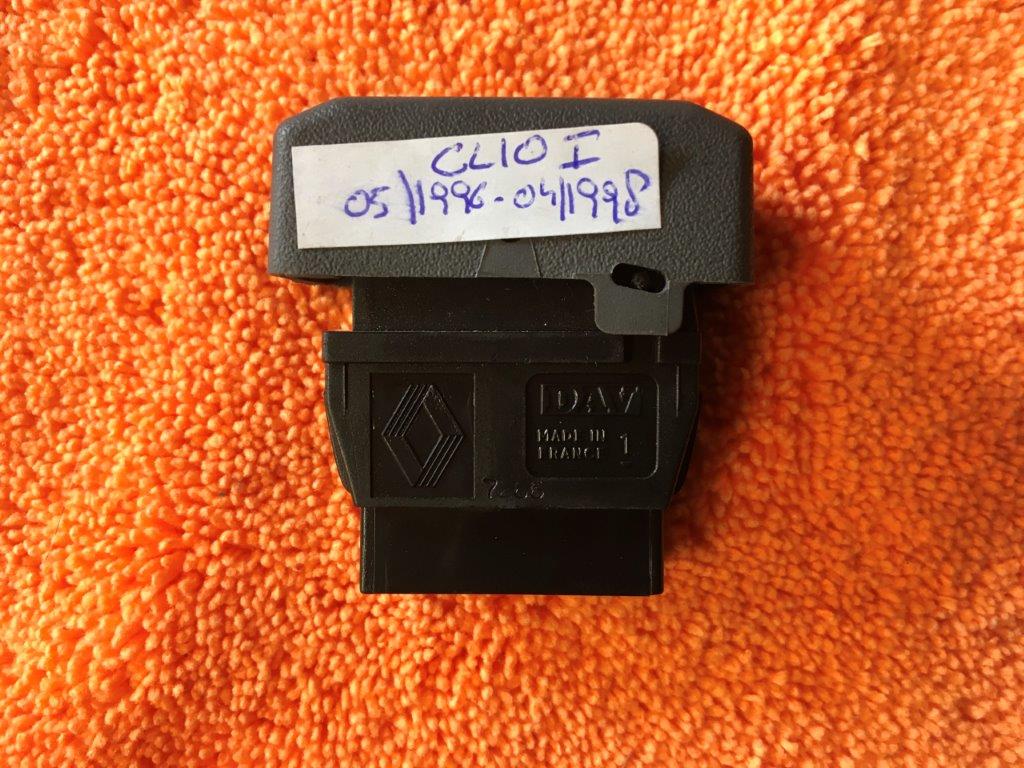 CLIO I
05/1996-04/1998
DAV
MADE IN
FRANCE 1